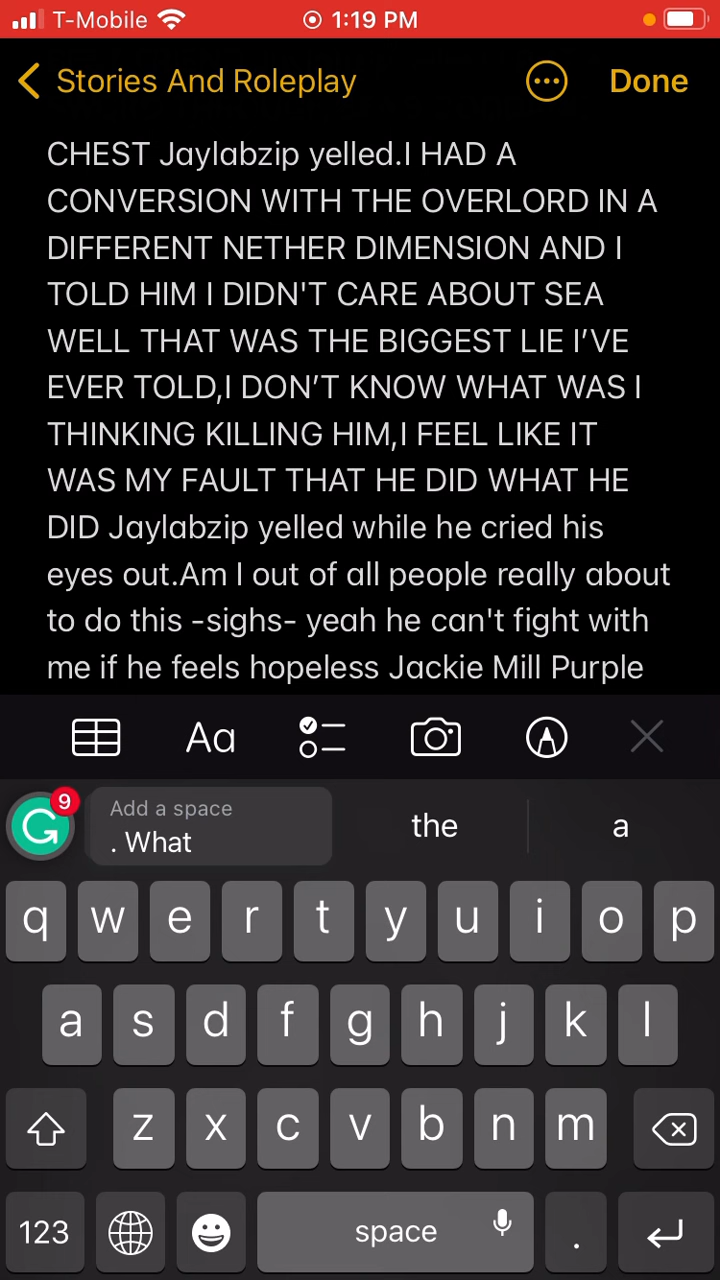 T-Mobile 1:19 PM
Stories And Roleplay Done
CHEST Jaylabzip yelled.I HAD A
CONVERSION WITH THE OVERLORD IN A
DIFFERENT NETHER DIMENSION AND I
TOLD HIM I DIDN'T CARE ABOUT SEA
WELL THAT WAS THE BIGGEST LIE I’VE
EVER TOLD,I DON’T KNOW WHAT WAS I
THINKING KILLING HIM,I FEEL LIKE IT
WAS MY FAULT THAT HE DID WHAT HE
DID Jaylabzip yelled while he cried his
eyes out.Am I out of all people really about
to do this -sighs- yeah he can't fight with
me if he feels hopeless Jackie Mill Purple
Aa
9
Add a space
. What the a
q w e r t y u i o p
a s d f g h j k l
z x c v b n m
123 space .